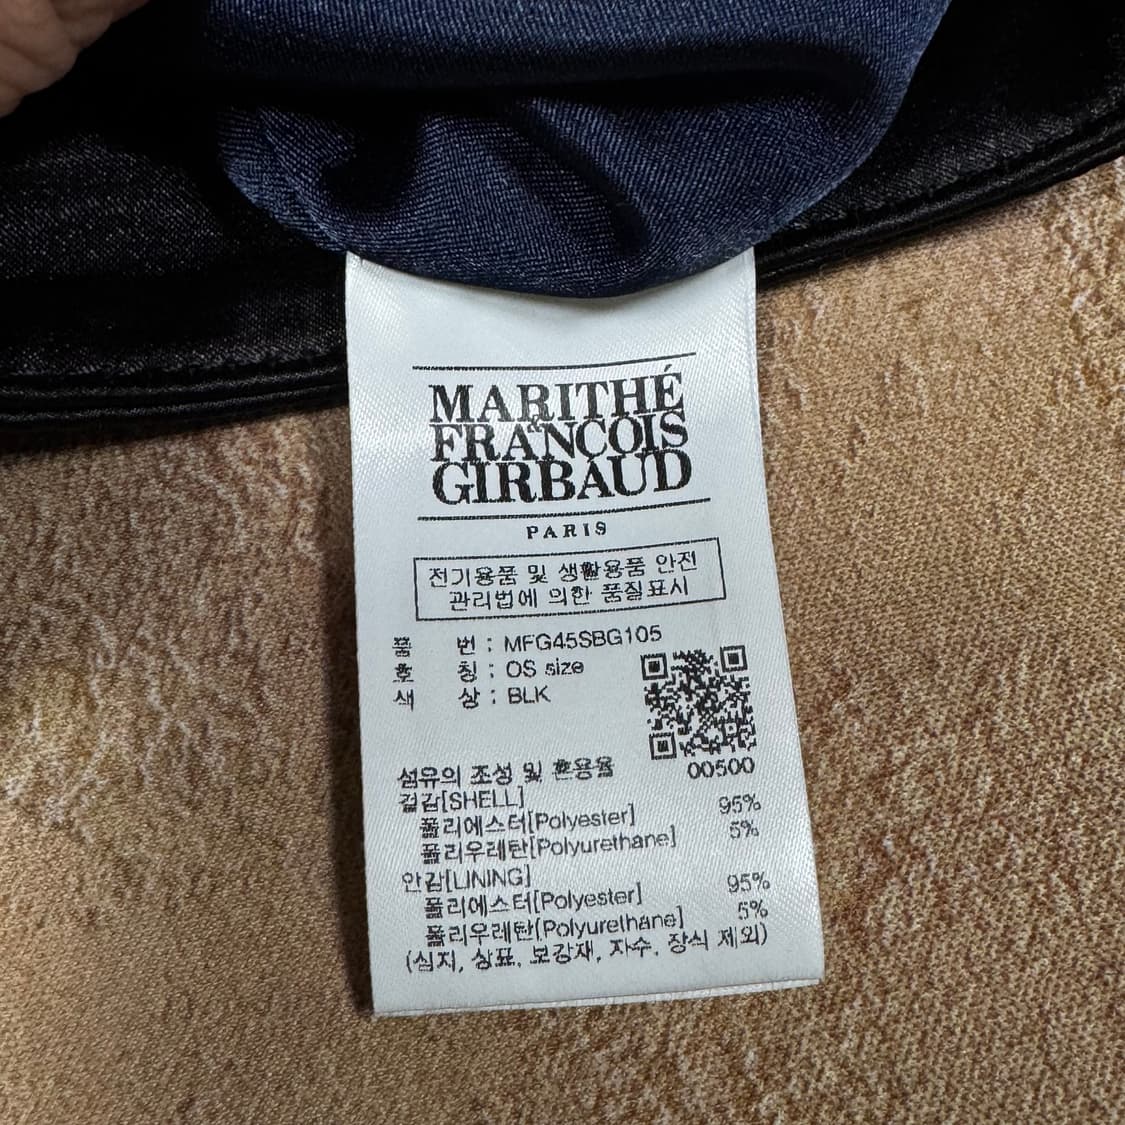 MARITHÉ
&
FRANÇOIS
GIRBAUD
PARIS
전기용품 및 생활용품 안전
관리법에 의한 품질표시
품 번 : MFG45SBG105
호 칭 : OS size
색 상 : BLK
00500
섬유의 조성 및 혼용율
겉감[SHELL]
폴리에스터[Polyester] 95%
폴리우레탄[Polyurethane] 5%
안감[LINING]
폴리에스터[Polyester] 95%
폴리우레탄[Polyurethane] 5%
(심지, 상표, 보강재, 자수, 장식 제외)